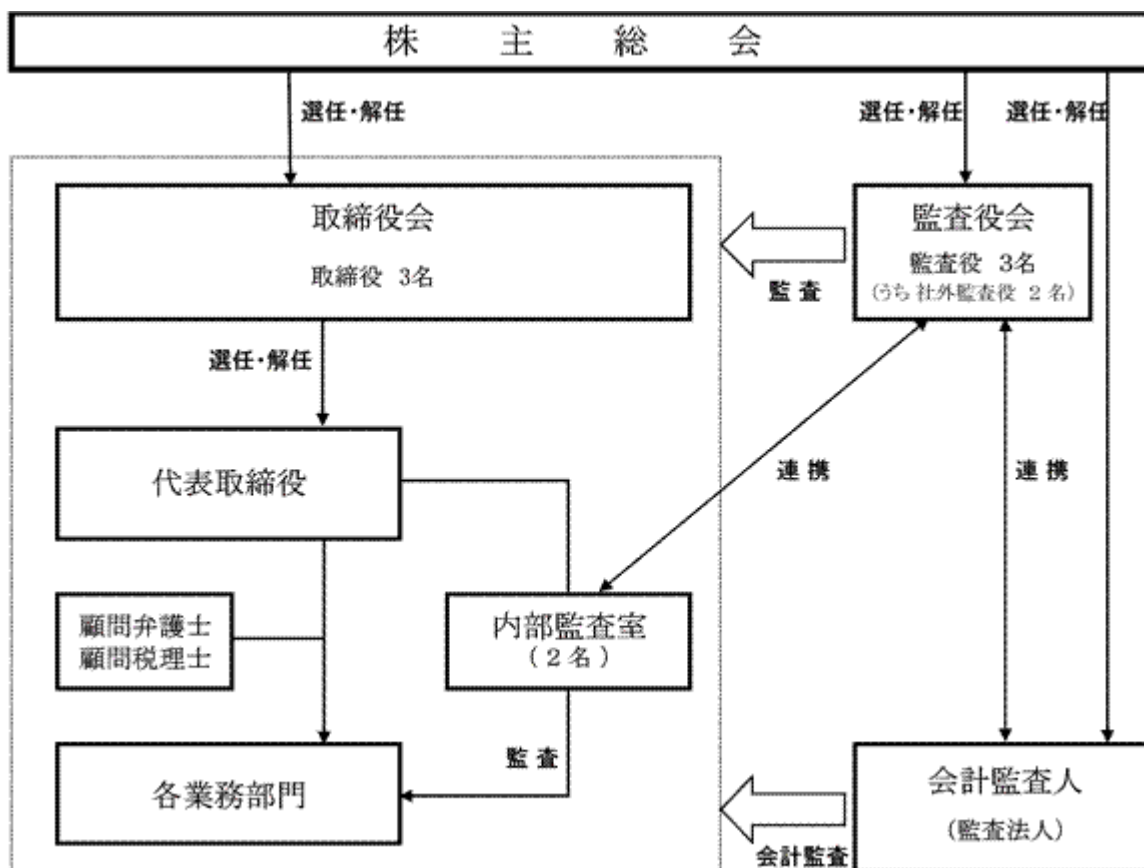 株主総会
選任・解任
選任・解任
選任・解任
取締役会
取締役 3名
監査役会
監査役 3名
(うち社外監査役 2名)
監査
選任・解任
代表取締役
連携
連携
顧問弁護士
顧問税理士
内部監査室
(2名)
監査
各業務部門
会計監査人
(監査法人)
会計監査